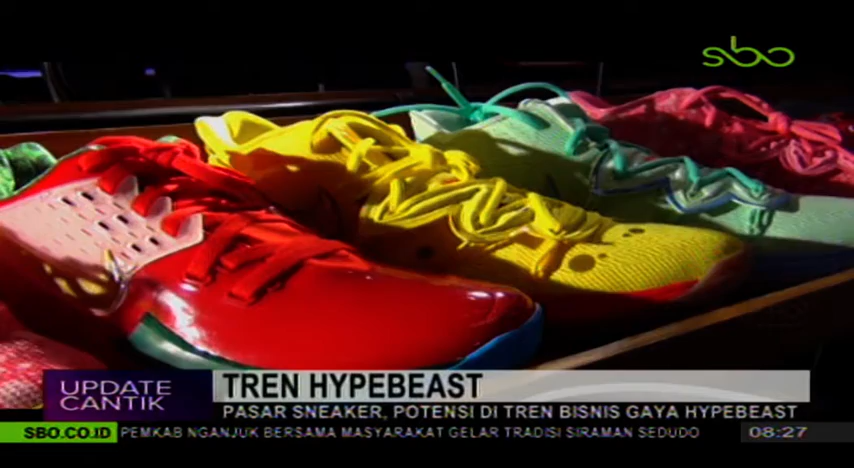 sbo
TREN HYPEBEAST
UPDATE
CANTIK
PASAR SNEAKER, POTENSI DI TREN BISNIS GAYA HYPEBEAST
SBO.CO.ID PEMKAB NGANJUK BERSAMA MASYARAKAT GELAR TRADISI SIRAMAN SEDUDO 08:27